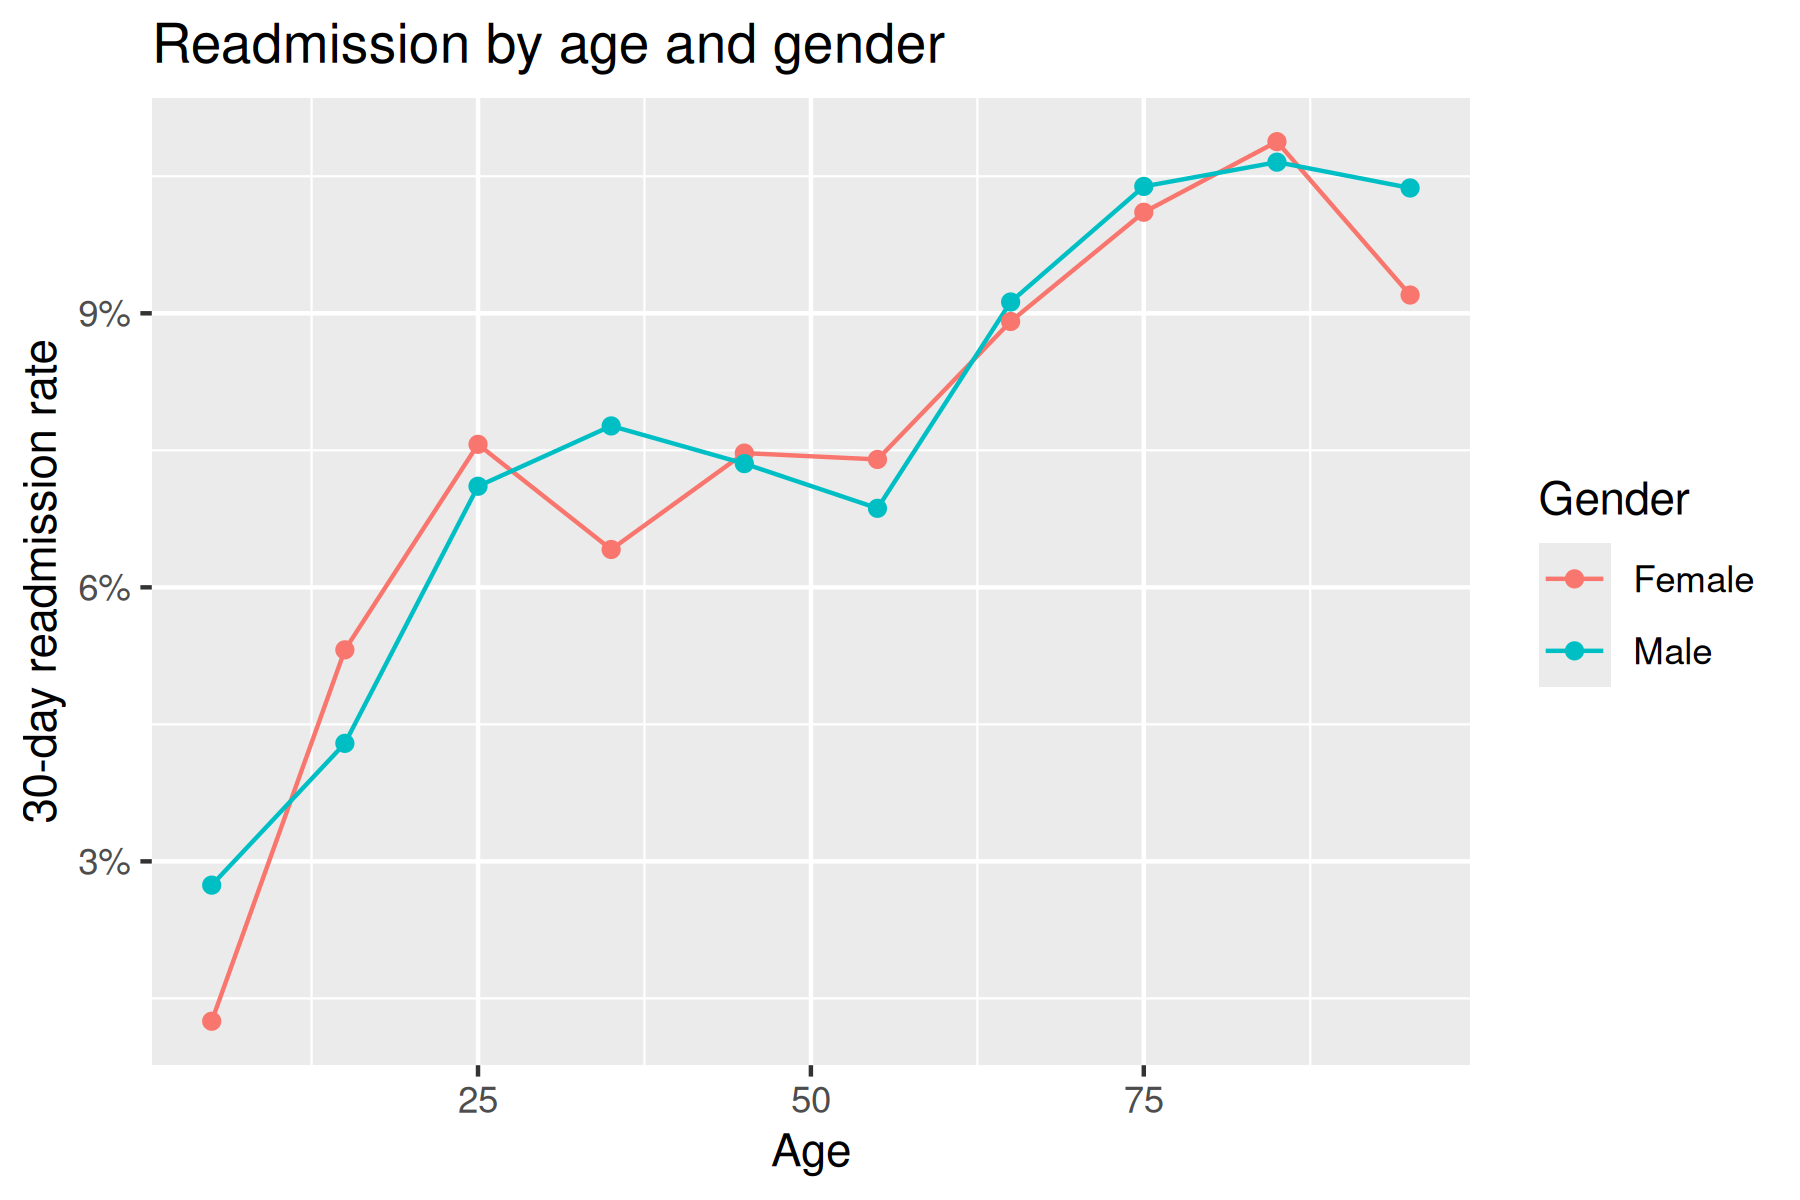 Readmission by age and gender
30-day readmission rate
9%
6%
3%
25
50
75
Age
Gender
Female
Male